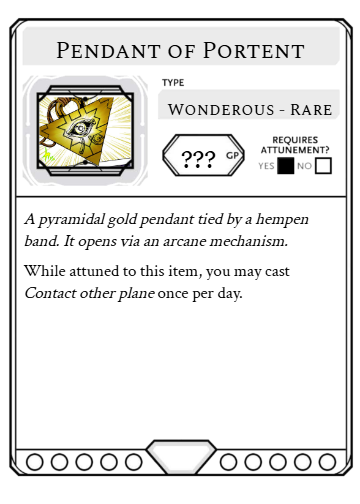 Pendant of Portent
TYPE
Wonderous - Rare
??? GP
REQUIRES
ATTUNEMENT?
YES NO
A pyramidal gold pendant tied by a hempen
band. It opens via an arcane mechanism.
While attuned to this item, you may cast
Contact other plane once per day.